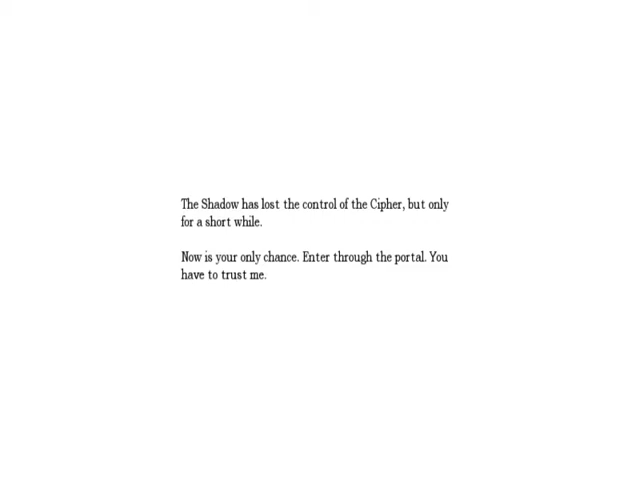 The Shadow has lost the control of the Cipher, but only
for a short while.
Now is your only chance. Enter through the portal. You
have to trust me.